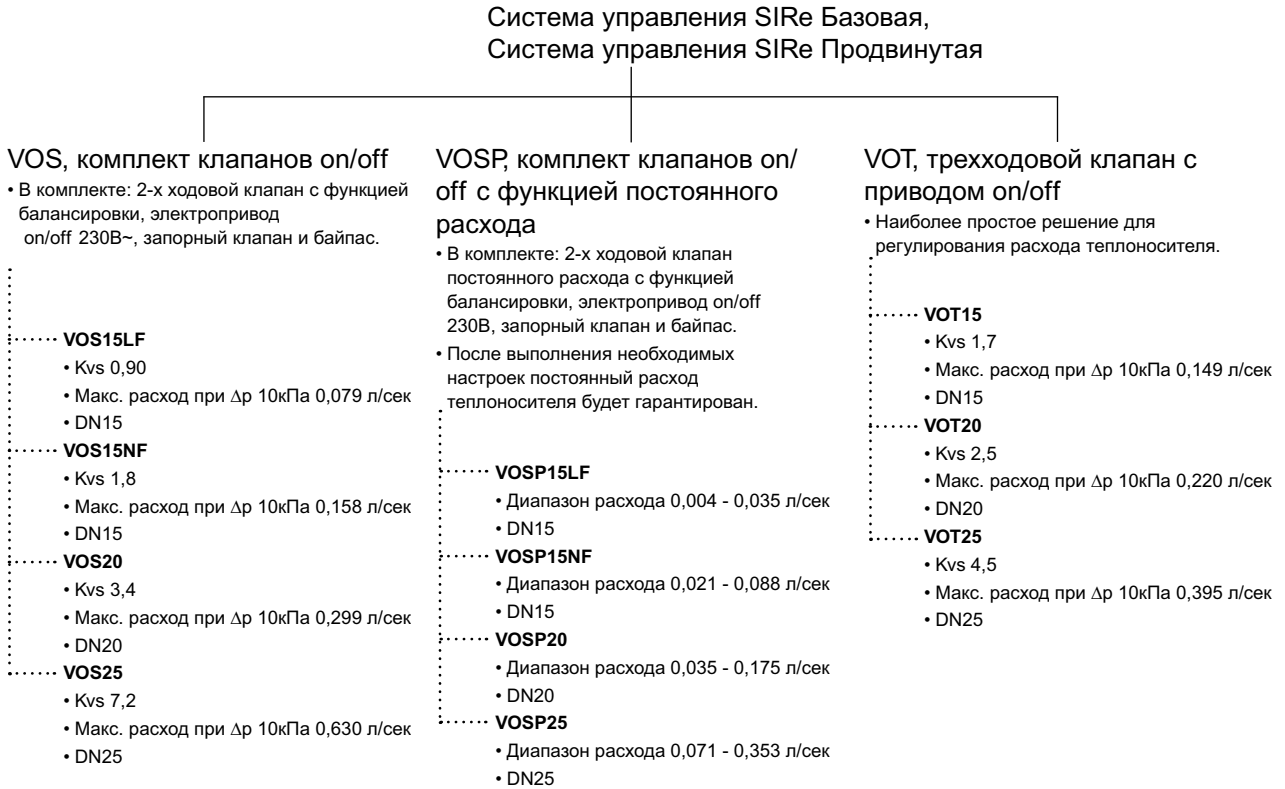 Система управления SIRe Базовая,
Система управления SIRe Продвинутая
VOS, комплект клапанов on/off
• В комплекте: 2-х ходовой клапан с функцией
балансировки, электропривод
on/off 230В~, запорный клапан и байпас.
VOS15LF
• Kvs 0,90
• Макс. расход при ∆p 10кПа 0,079 л/сек
• DN15
VOS15NF
• Kvs 1,8
• Макс. расход при ∆p 10кПа 0,158 л/сек
• DN15
VOS20
• Kvs 3,4
• Макс. расход при ∆p 10кПа 0,299 л/сек
• DN20
VOS25
• Kvs 7,2
• Макс. расход при ∆p 10кПа 0,630 л/сек
• DN25
VOSP, комплект клапанов on/
off с функцией постоянного
расхода
• В комплекте: 2-х ходовой клапан
постоянного расхода с функцией
балансировки, электропривод on/off
230В, запорный клапан и байпас.
• После выполнения необходимых
настроек постоянный расход
теплоносителя будет гарантирован.
VOSP15LF
• Диапазон расхода 0,004 - 0,035 л/сек
• DN15
VOSP15NF
• Диапазон расхода 0,021 - 0,088 л/сек
• DN15
VOSP20
• Диапазон расхода 0,035 - 0,175 л/сек
• DN20
VOSP25
• Диапазон расхода 0,071 - 0,353 л/сек
• DN25
VOT, трехходовой клапан с
приводом on/off
• Наиболее простое решение для
регулирования расхода теплоносителя.
VOT15
• Kvs 1,7
• Макс. расход при ∆p 10кПа 0,149 л/сек
• DN15
VOT20
• Kvs 2,5
• Макс. расход при ∆p 10кПа 0,220 л/сек
• DN20
VOT25
• Kvs 4,5
• Макс. расход при ∆p 10кПа 0,395 л/сек
• DN25